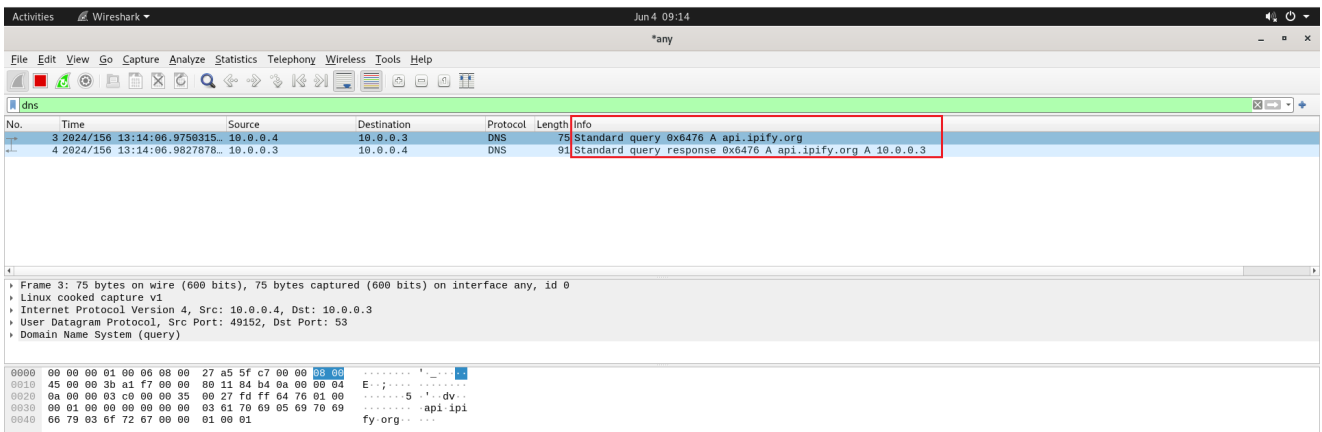 Activities Wireshark Jun 4 09:14
*any
File Edit View Go Capture Analyze Statistics Telephony Wireless Tools Help
dns
No. Time Source Destination Protocol Length Info
3 2024/156 13:14:06.9750315… 10.0.0.4 10.0.0.3 DNS 75 Standard query 0x6476 A api.ipify.org
4 2024/156 13:14:06.9827878… 10.0.0.3 10.0.0.4 DNS 91 Standard query response 0x6476 A api.ipify.org A 10.0.0.3
Frame 3: 75 bytes on wire (600 bits), 75 bytes captured (600 bits) on interface any, id 0
Linux cooked capture v1
Internet Protocol Version 4, Src: 10.0.0.4, Dst: 10.0.0.3
User Datagram Protocol, Src Port: 49152, Dst Port: 53
Domain Name System (query)
0000 00 00 00 01 00 06 08 00 27 a5 5f c7 00 00 08 00 ········ '·_·····
0010 45 00 00 3b a1 f7 00 00 80 11 84 b4 0a 00 00 04 E··;···· ········
0020 0a 00 00 03 c0 00 00 35 00 27 fd ff 64 76 01 00 ·······5 ·'··dv··
0030 00 01 00 00 00 00 00 00 03 61 70 69 05 69 70 69 ········ ·api·ipi
0040 66 79 03 6f 72 67 00 00 01 00 01 fy·org·· ···